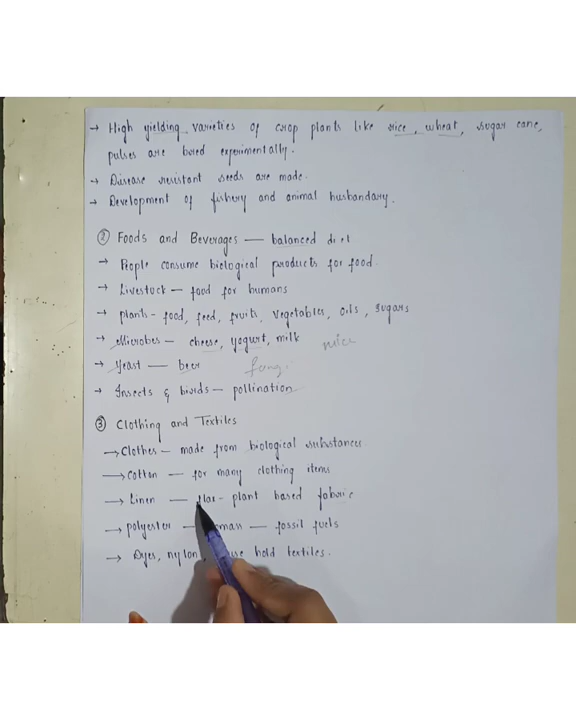 → High yielding varieties of crop plants like rice, wheat, sugar cane,
pulses are bored experimentally.
→ Disease resistant seeds are made.
→ Development of fishery and animal husbandary.
② Foods and Beverages — balanced diet
→ People consume biological products for food.
→ Livestock — food for humans
→ plants - food, feed, fruits, vegetables, oils, sugars
→ Microbes - cheese, yogurt, milk
→ Yeast — beer
→ Insects & birds — pollination
③ Clothing and Textiles
→ Clothes - made from biological substances.
→ Cotton — for many clothing items
→ Linen — flax - plant based fabric
→ polyester — — fossil fuels
→ Dyes, nylon, hold textiles.